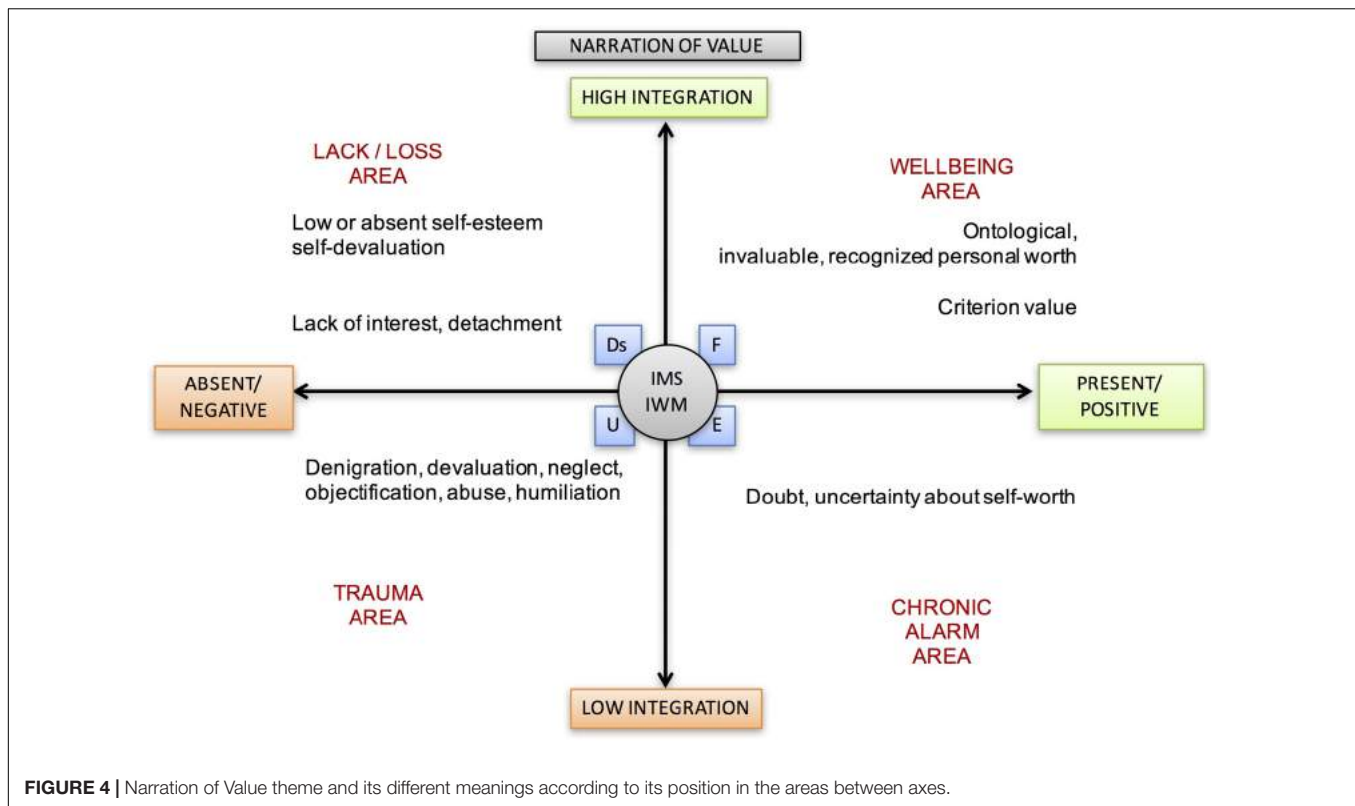 NARRATION OF VALUE
HIGH INTEGRATION
LACK / LOSS
AREA
Low or absent self-esteem
self-devaluation
Lack of interest, detachment
WELLBEING
AREA
Ontological,
invaluable, recognized personal worth
Criterion value
Ds
F
IMS
IWM
U
E
ABSENT/
NEGATIVE
PRESENT/
POSITIVE
Denigration, devaluation, neglect,
objectification, abuse, humiliation
TRAUMA
AREA
Doubt, uncertainty about self-worth
CHRONIC
ALARM
AREA
LOW INTEGRATION
FIGURE 4 | Narration of Value theme and its different meanings according to its position in the areas between axes.